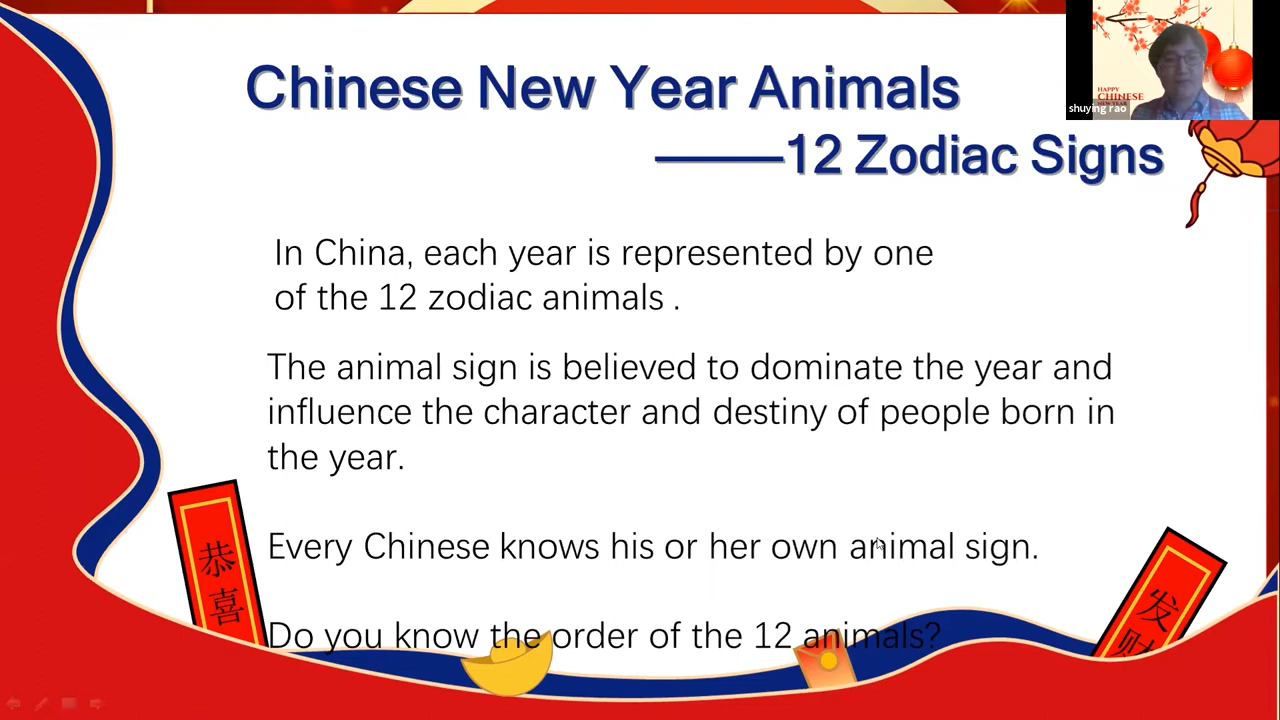 Chinese New Year Animals
——12 Zodiac Signs
HAPPY
CHINESE
NEW YEAR
shuying rao
In China, each year is represented by one
of the 12 zodiac animals .
The animal sign is believed to dominate the year and
influence the character and destiny of people born in
the year.
Every Chinese knows his or her own animal sign.
Do you know the order of the 12 animals?
恭喜
发财